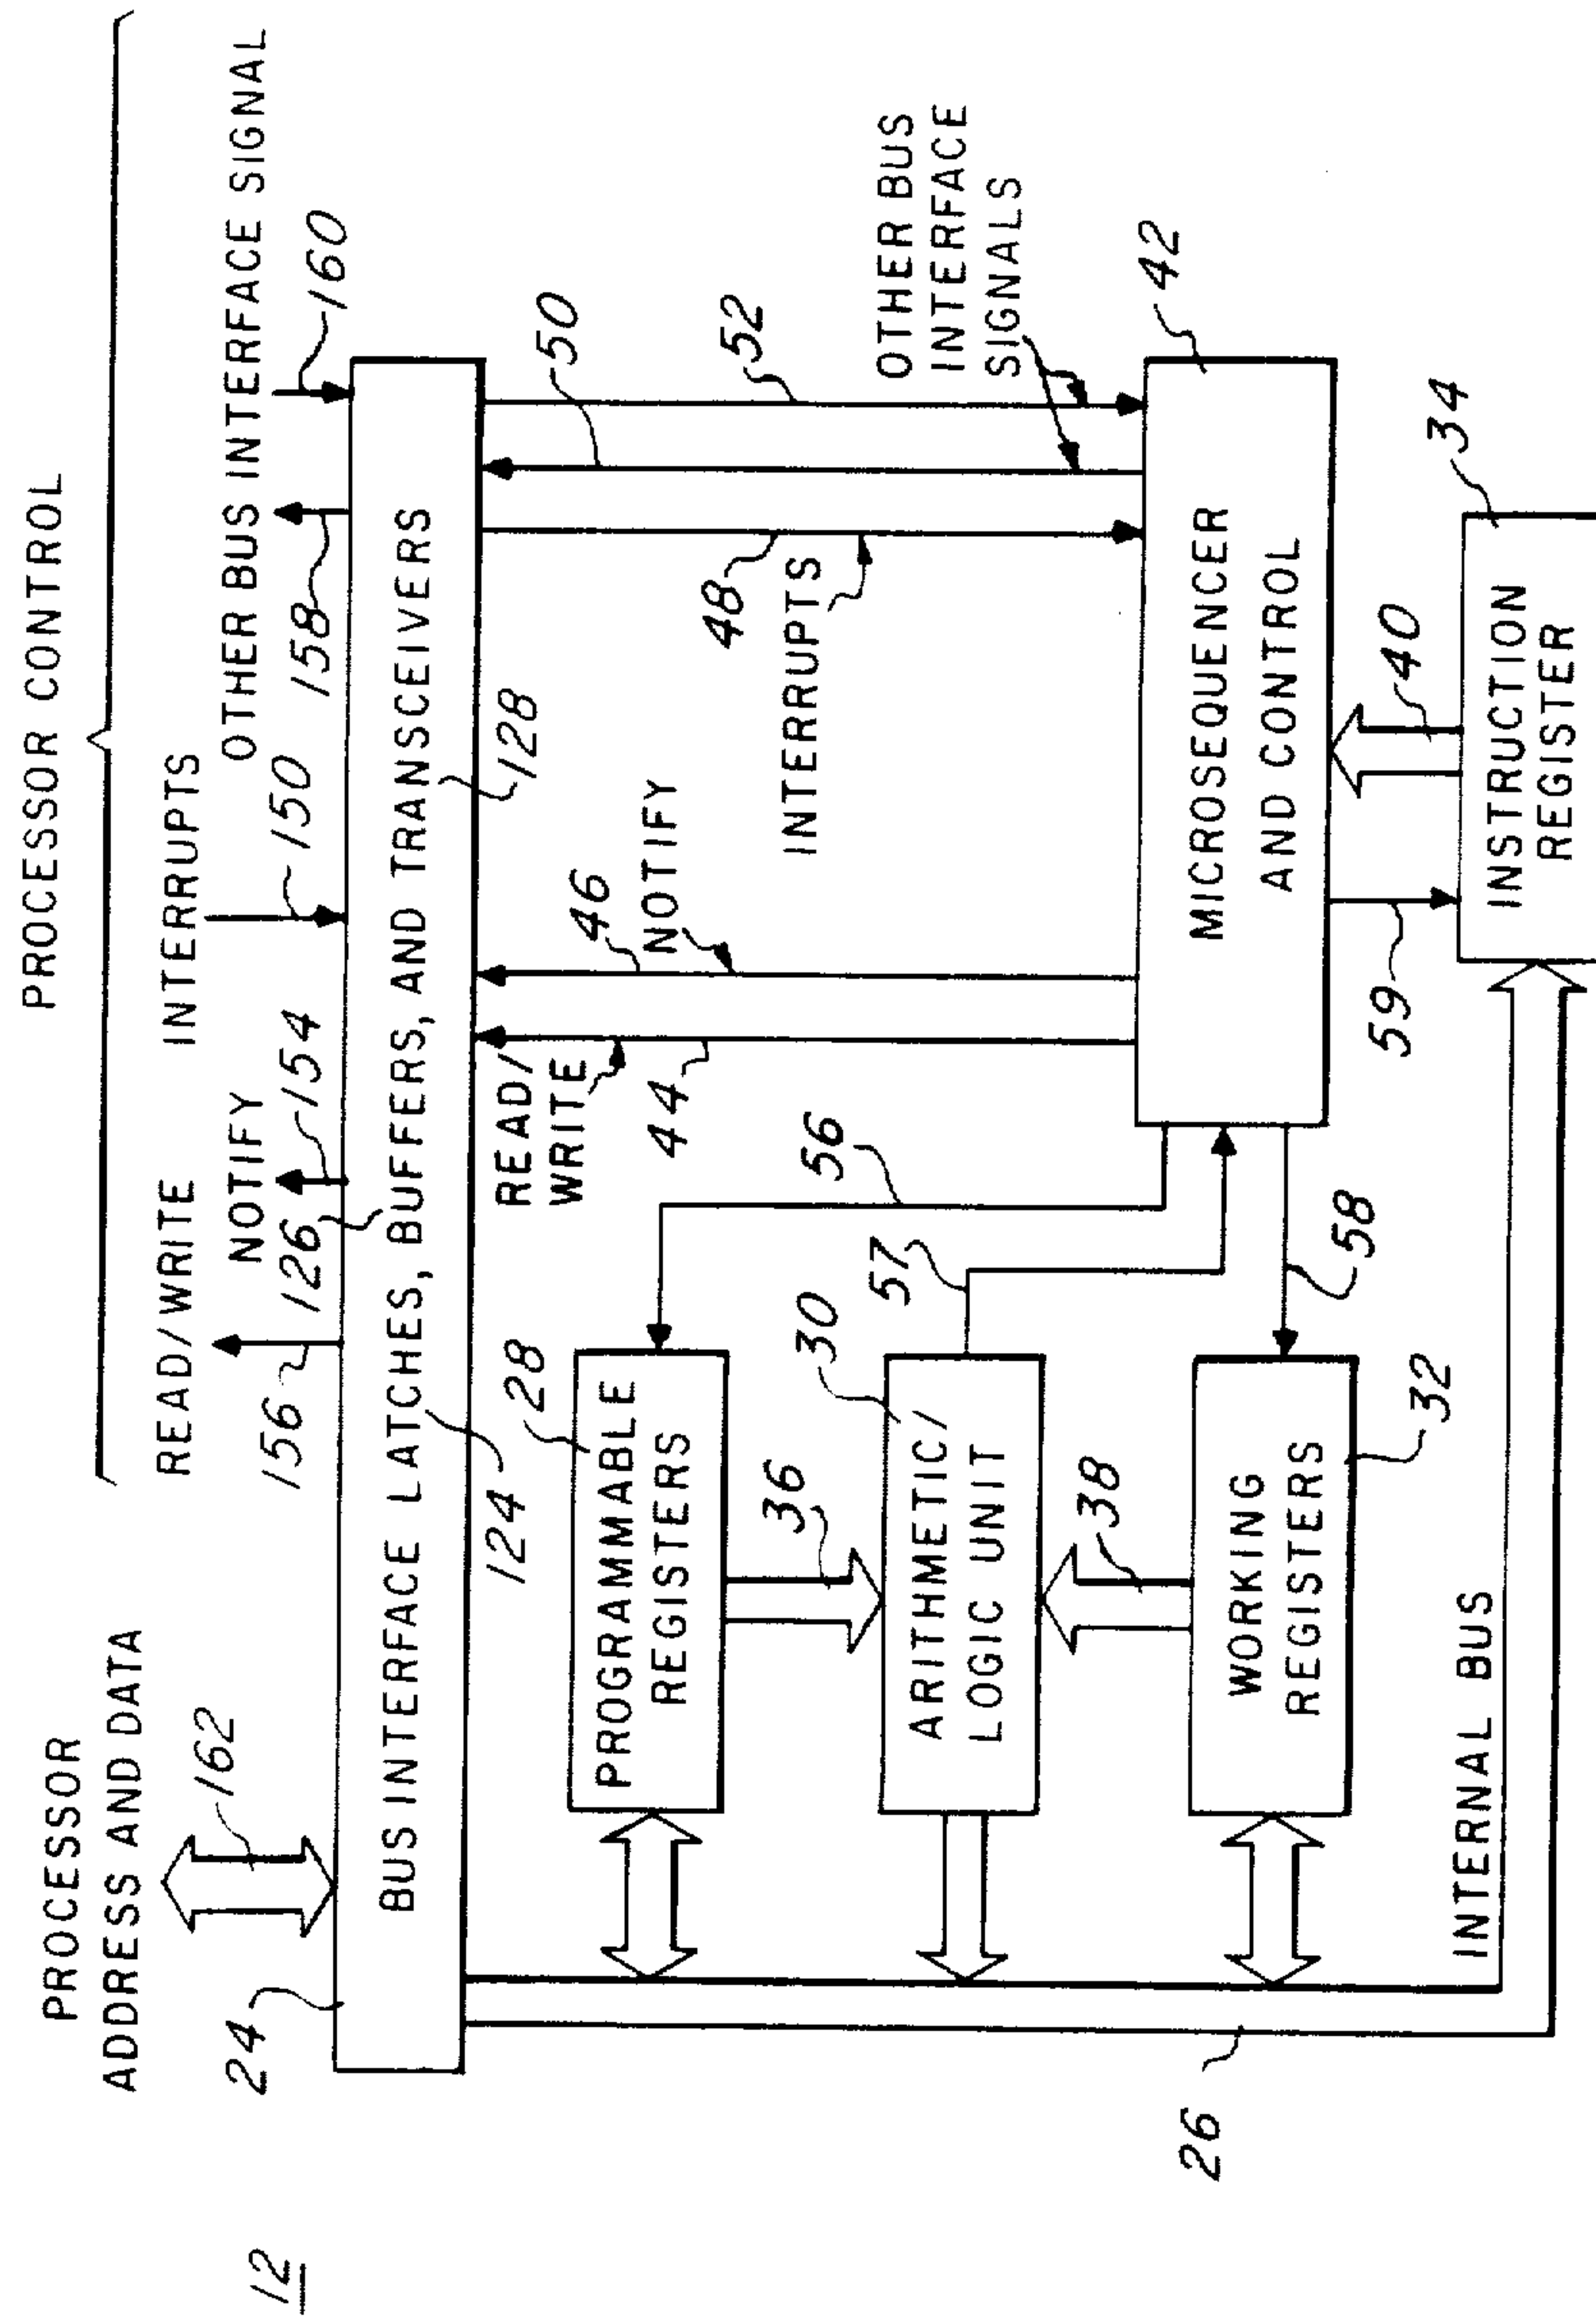 PROCESSOR CONTROL
PROCESSOR
ADDRESS AND DATA
READ/WRITE
NOTIFY
INTERRUPTS
OTHER BUS INTERFACE SIGNAL
12
24
162
156
126
154
150
158
160
BUS INTERFACE LATCHES, BUFFERS, AND TRANSCEIVERS
124
128
28
PROGRAMMABLE
REGISTERS
36
30
ARITHMETIC/
LOGIC UNIT
38
WORKING
REGISTERS
32
READ/
WRITE
44
46
NOTIFY
48
INTERRUPTS
50
52
OTHER BUS
INTERFACE
SIGNALS
56
57
58
42
MICROSEQUENCER
AND CONTROL
59
40
34
INSTRUCTION
REGISTER
26
INTERNAL BUS